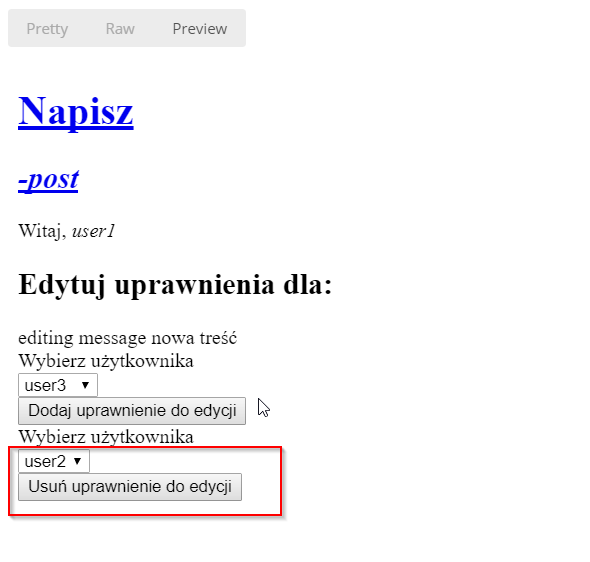 Pretty Raw Preview
Napisz
-post
Witaj, user1
Edytuj uprawnienia dla:
editing message nowa treść
Wybierz użytkownika
user3
Dodaj uprawnienie do edycji
Wybierz użytkownika
user2
Usuń uprawnienie do edycji